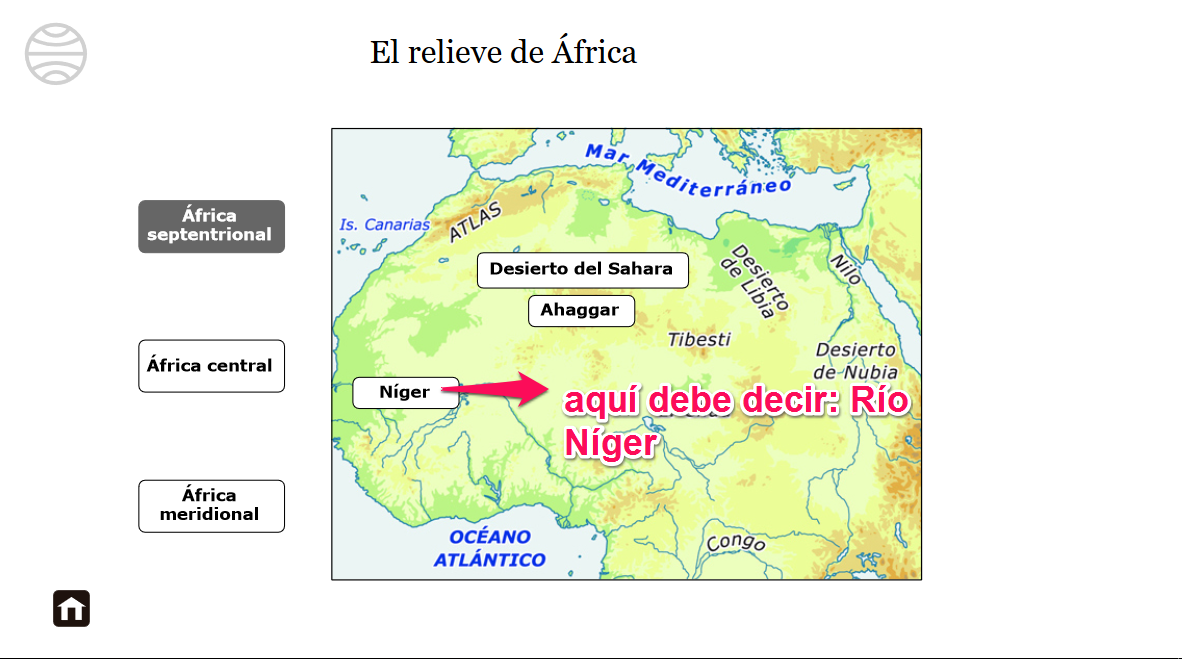 El relieve de África
Mar Mediterráneo
África
septentrional
Is. Canarias
ATLAS
Desierto del Sahara
Desierto
de Libia
Nilo
Ahaggar
Tibesti
Desierto
de Nubia
África central
Níger
aquí debe decir: Río
Níger
África
meridional
OCÉANO
ATLÁNTICO
Congo